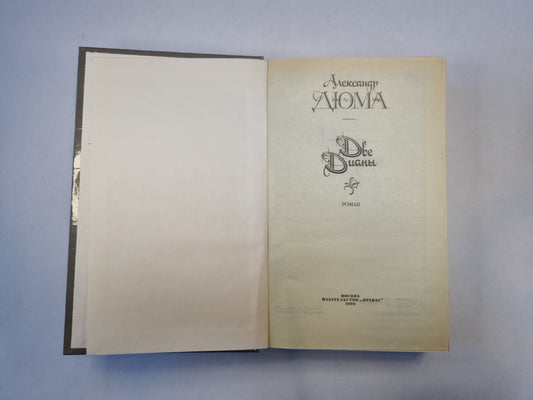 Александр
ДЮМА
Две
Дианы
РОМАН
МОСКВА
ИЗДАТЕЛЬСТВО „ПРАВДА"